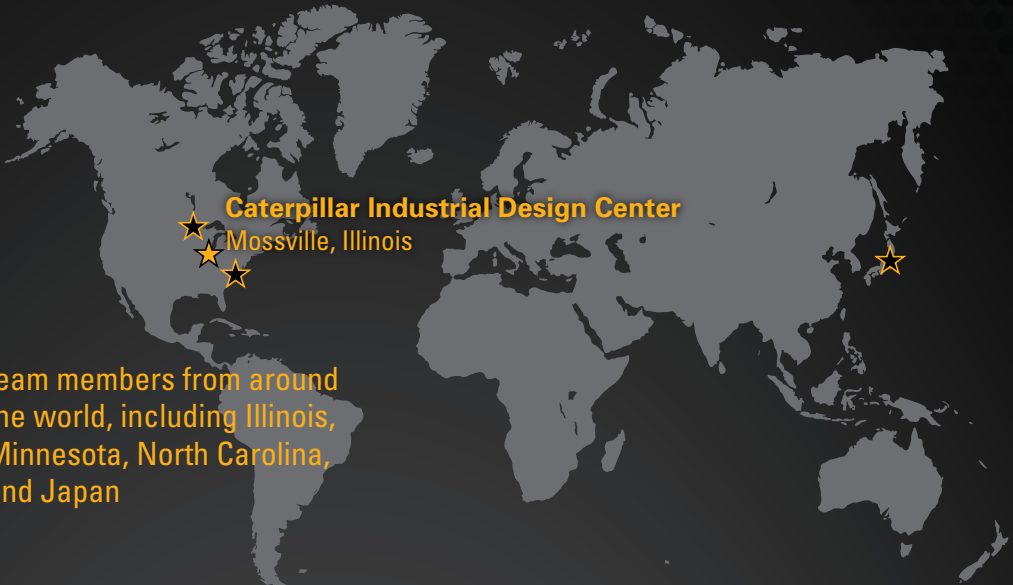 Caterpillar Industrial Design Center
Mossville, Illinois
eam members from around
he world, including Illinois,
Minnesota, North Carolina,
nd Japan